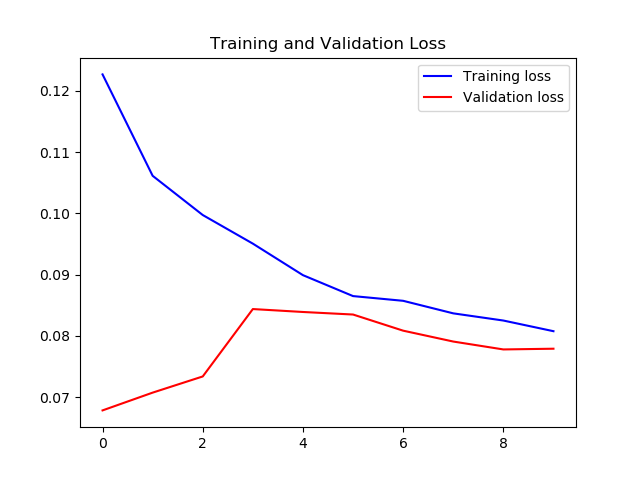 Training and Validation Loss
Training loss
Validation loss
0.12
0.11
0.10
0.09
0.08
0.07
0 2 4 6 8